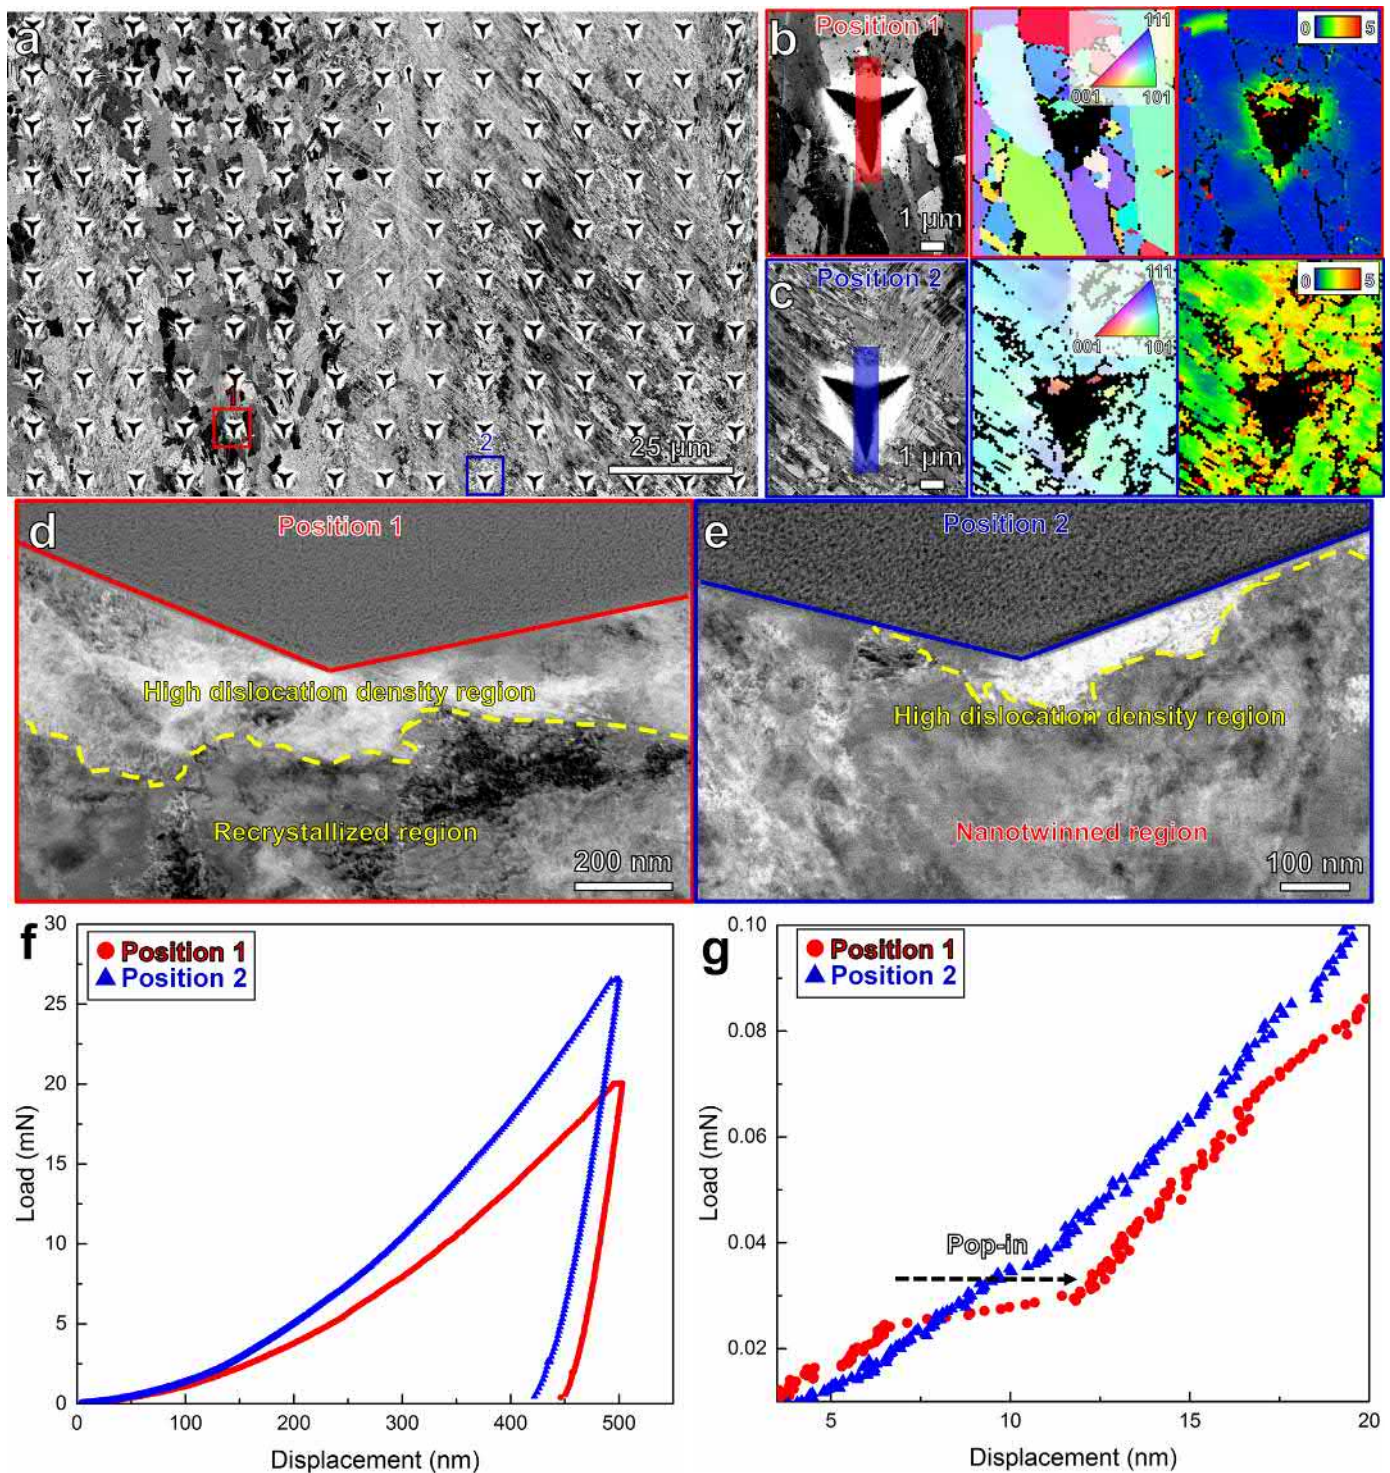 a
1
2
25 µm
b
Position 1
1 µm
111
001
101
0
5
c
Position 2
1 µm
111
001
101
0
5
d
Position 1
High dislocation density region
Recrystallized region
200 nm
e
Position 2
High dislocation density region
Nanotwinned region
100 nm
f
Position 1
Position 2
30
25
20
15
10
5
0
Load (mN)
0
100
200
300
400
500
Displacement (nm)
g
Position 1
Position 2
Pop-in
0.10
0.08
0.06
0.04
0.02
Load (mN)
5
10
15
20
Displacement (nm)